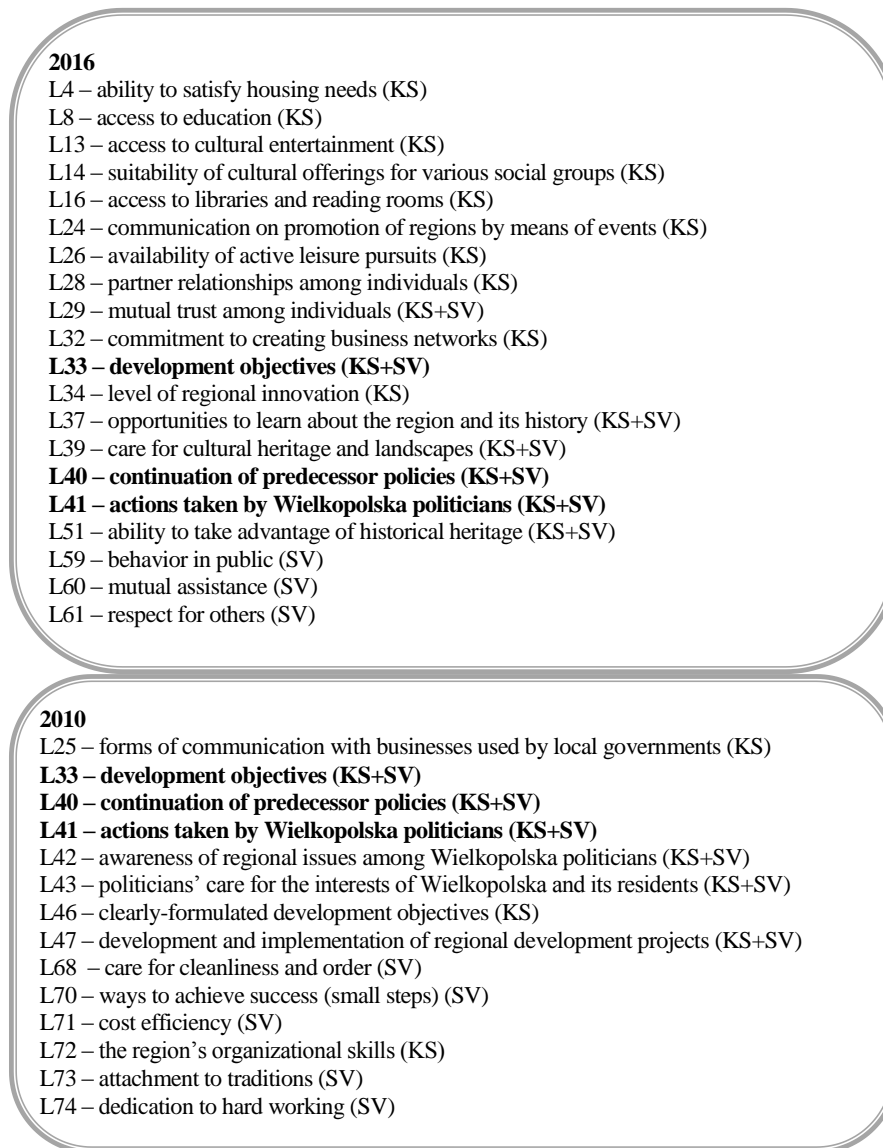 2016
L4 – ability to satisfy housing needs (KS)
L8 – access to education (KS)
L13 – access to cultural entertainment (KS)
L14 – suitability of cultural offerings for various social groups (KS)
L16 – access to libraries and reading rooms (KS)
L24 – communication on promotion of regions by means of events (KS)
L26 – availability of active leisure pursuits (KS)
L28 – partner relationships among individuals (KS)
L29 – mutual trust among individuals (KS+SV)
L32 – commitment to creating business networks (KS)
L33 – development objectives (KS+SV)
L34 – level of regional innovation (KS)
L37 – opportunities to learn about the region and its history (KS+SV)
L39 – care for cultural heritage and landscapes (KS+SV)
L40 – continuation of predecessor policies (KS+SV)
L41 – actions taken by Wielkopolska politicians (KS+SV)
L51 – ability to take advantage of historical heritage (KS+SV)
L59 – behavior in public (SV)
L60 – mutual assistance (SV)
L61 – respect for others (SV)
2010
L25 – forms of communication with businesses used by local governments (KS)
L33 – development objectives (KS+SV)
L40 – continuation of predecessor policies (KS+SV)
L41 – actions taken by Wielkopolska politicians (KS+SV)
L42 – awareness of regional issues among Wielkopolska politicians (KS+SV)
L43 – politicians’ care for the interests of Wielkopolska and its residents (KS+SV)
L46 – clearly-formulated development objectives (KS)
L47 – development and implementation of regional development projects (KS+SV)
L68 – care for cleanliness and order (SV)
L70 – ways to achieve success (small steps) (SV)
L71 – cost efficiency (SV)
L72 – the region’s organizational skills (KS)
L73 – attachment to traditions (SV)
L74 – dedication to hard working (SV)